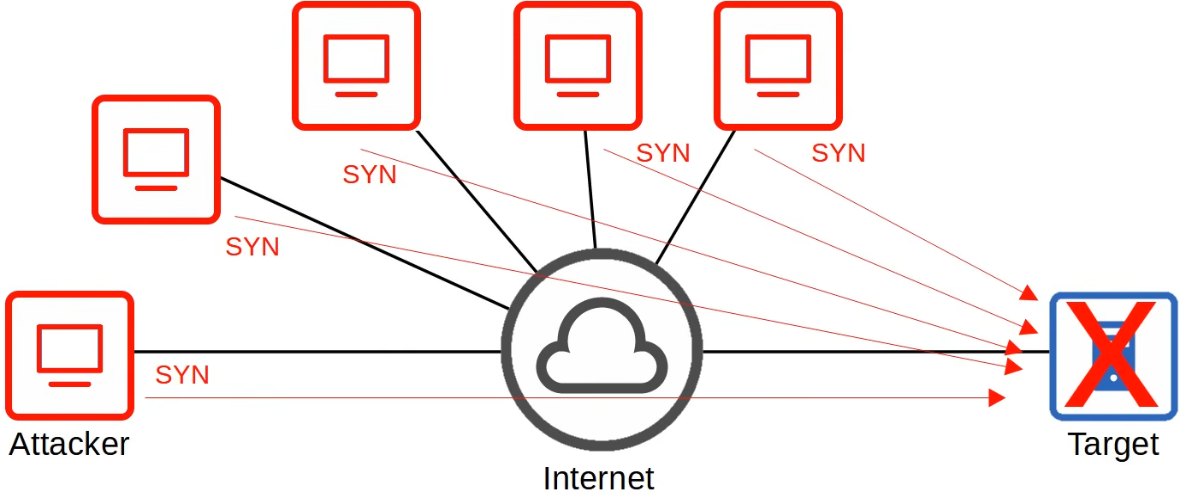 SYN
SYN
SYN
SYN
SYN
Attacker
Target
Internet